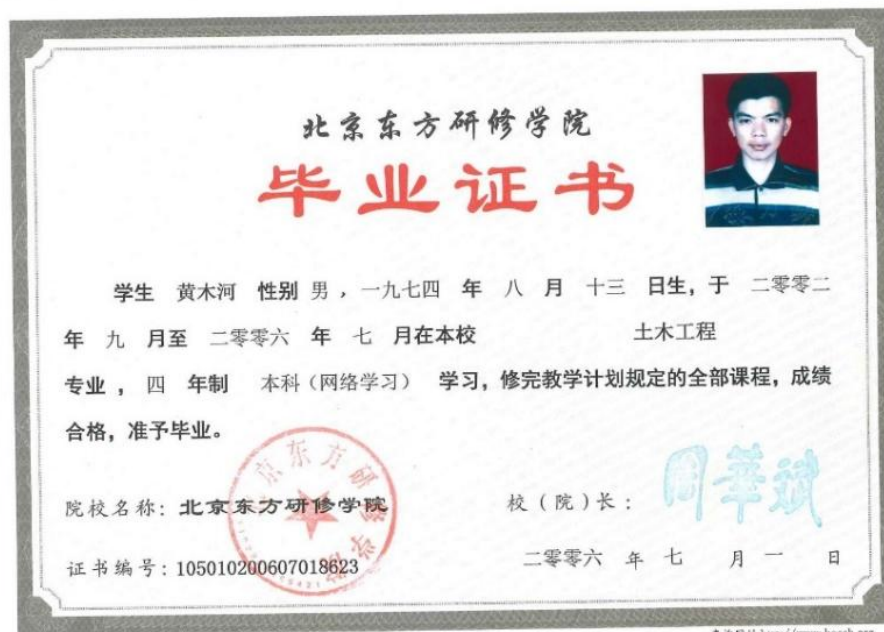 北京东方研修学院
毕业证书
学生 黄木河 性别 男 ，一九七四 年 八 月 十三 日生，于 二零零二
年 九 月至 二零零六 年 七 月在本校 土木工程
专业 ，四 年制 本科（网络学习） 学习，修完教学计划规定的全部课程，成绩
合格，准予毕业。
院校名称：北京东方研修学院
校（院）长：周華斌
证书编号：105010200607018623
二零零六 年 七 月 一 日